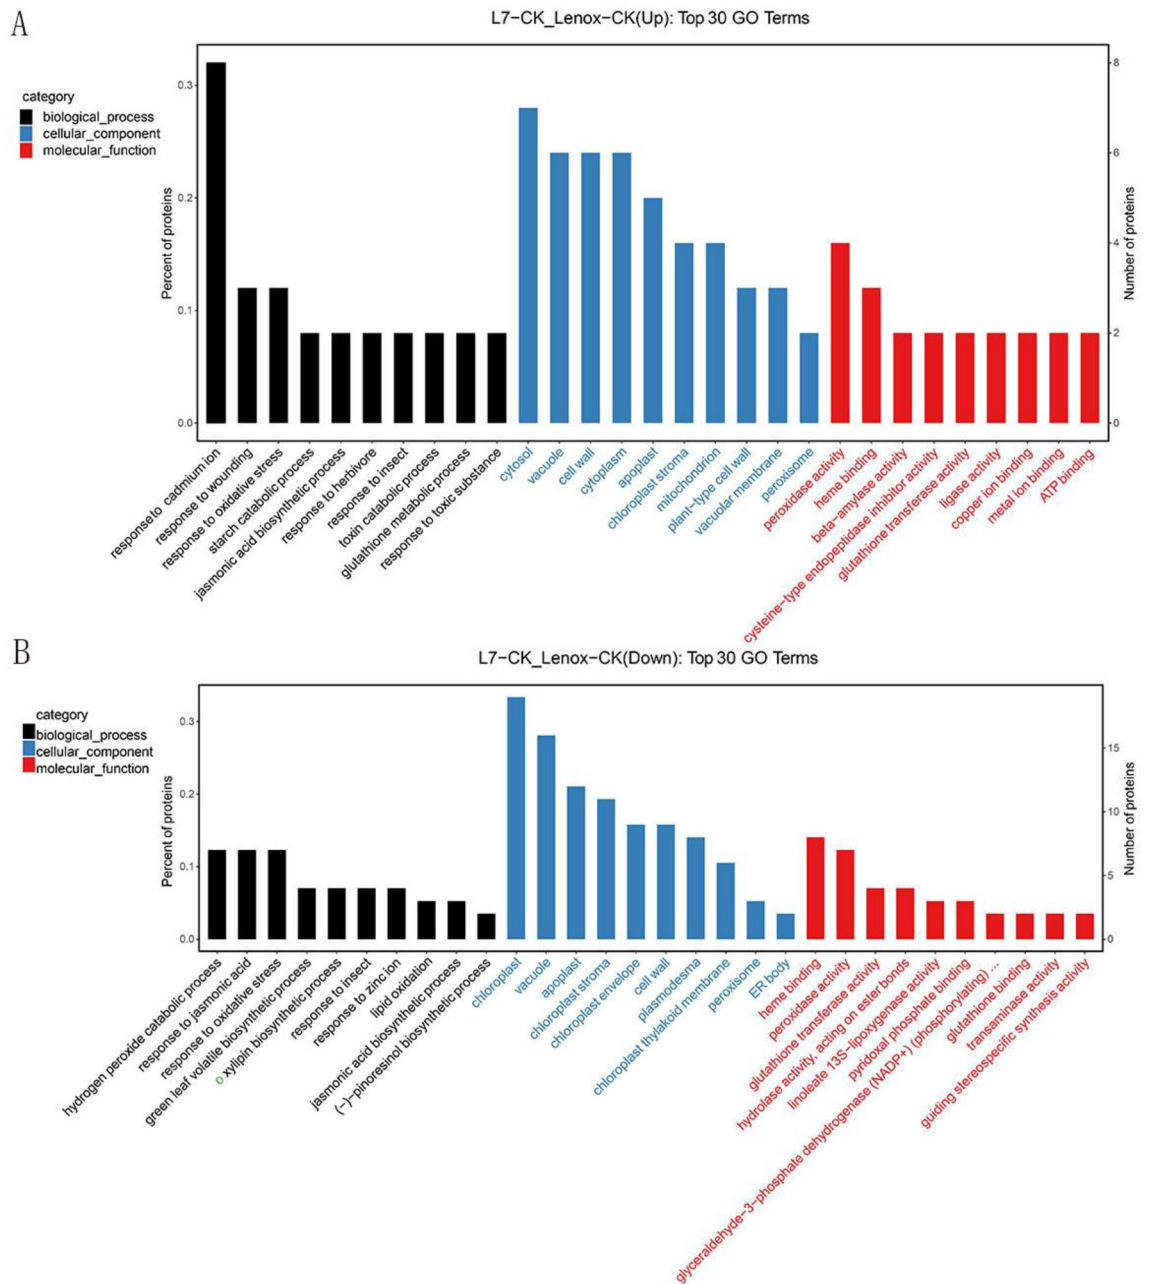 A
L7-CK_Lenox-CK(Up): Top 30 GO Terms
category
biological_process
cellular_component
molecular_function
Percent of proteins
0.3
0.2
0.1
0.0
Number of proteins
8
6
4
2
0
response to cadmium ion
response to wounding
response to oxidative stress
starch catabolic process
jasmonic acid biosynthetic process
response to herbivore
response to insect
toxin catabolic process
glutathione metabolic process
response to toxic substance
cytosol
vacuole
cell wall
cytoplasm
apoplast
chloroplast stroma
mitochondrion
plant-type cell wall
vacuolar membrane
peroxisome
peroxidase activity
heme binding
beta-amylase activity
cysteine-type endopeptidase inhibitor activity
glutathione transferase activity
ligase activity
copper ion binding
metal ion binding
ATP binding
B
L7-CK_Lenox-CK(Down): Top 30 GO Terms
category
biological_process
cellular_component
molecular_function
Percent of proteins
0.3
0.2
0.1
0.0
Number of proteins
15
10
5
0
hydrogen peroxide catabolic process
response to jasmonic acid
response to oxidative stress
green leaf volatile biosynthetic process
o xylipin biosynthetic process
response to insect
response to zinc ion
lipid oxidation
jasmonic acid biosynthetic process
(-)-pinoresinol biosynthetic process
chloroplast
vacuole
apoplast
chloroplast stroma
chloroplast envelope
cell wall
plasmodesma
chloroplast thylakoid membrane
peroxisome
ER body
heme binding
peroxidase activity
glutathione transferase activity
hydrolase activity, acting on ester bonds
linoleate 13S-lipoxygenase activity
pyridoxal phosphate binding
glyceraldehyde-3-phosphate dehydrogenase (NADP+) (phosphorylating) ...
glutathione binding
transaminase activity
guiding stereospecific synthesis activity